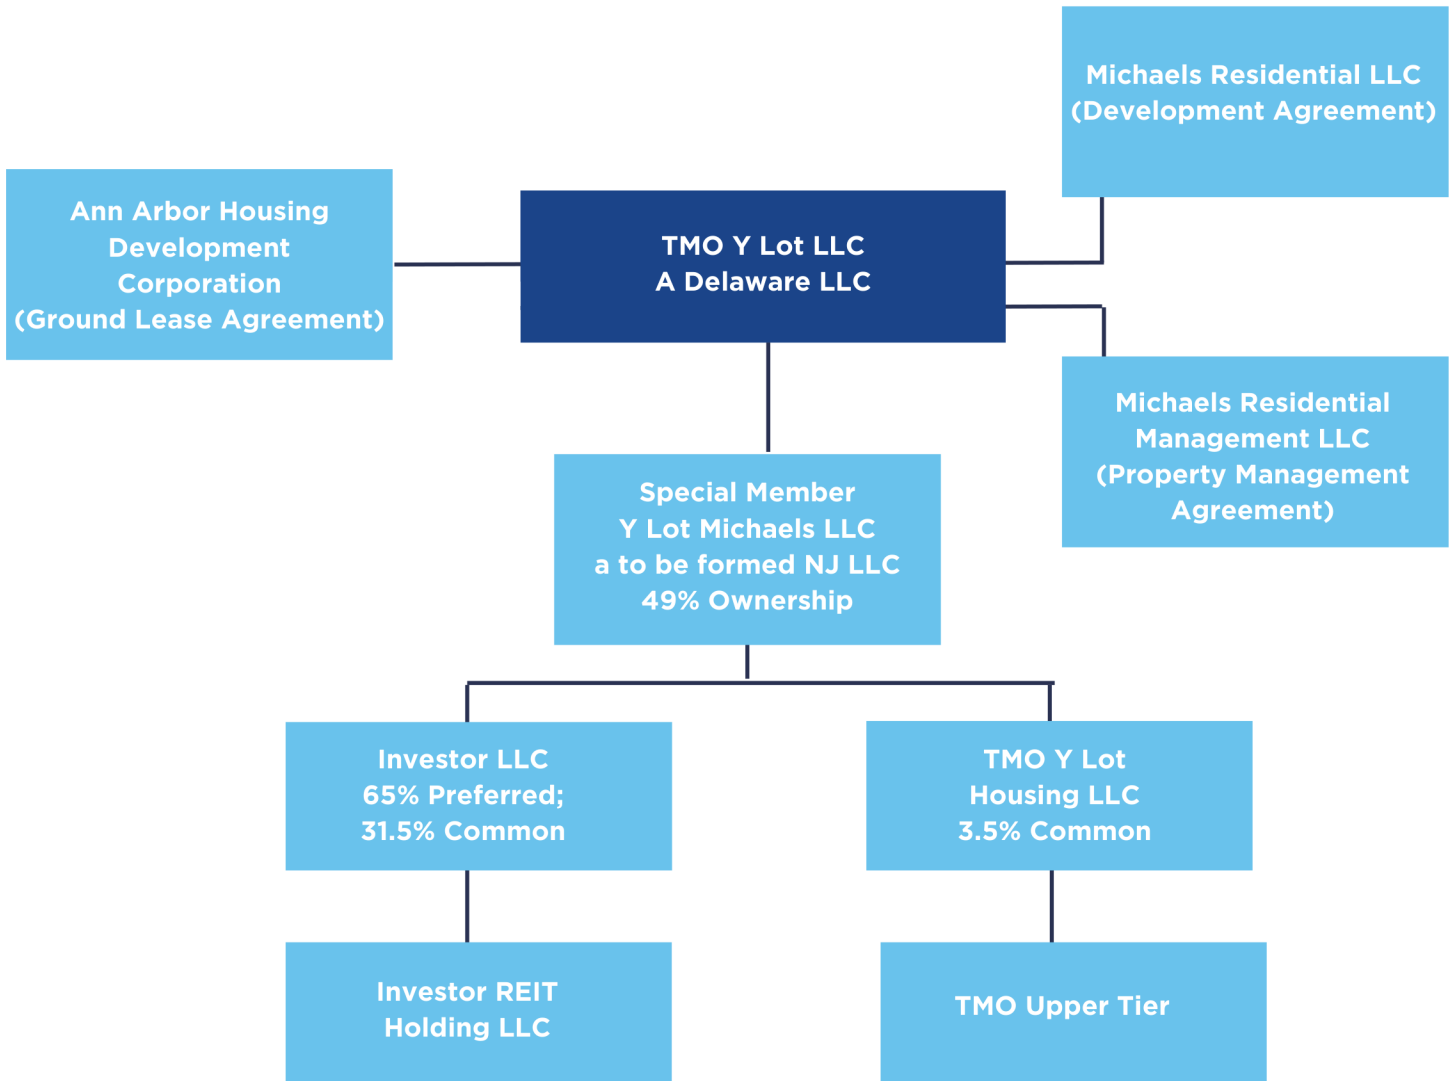 Michaels Residential LLC
(Development Agreement)
Ann Arbor Housing
Development
Corporation
(Ground Lease Agreement)
TMO Y Lot LLC
A Delaware LLC
Michaels Residential
Management LLC
(Property Management
Agreement)
Special Member
Y Lot Michaels LLC
a to be formed NJ LLC
49% Ownership
Investor LLC
65% Preferred;
31.5% Common
TMO Y Lot
Housing LLC
3.5% Common
Investor REIT
Holding LLC
TMO Upper Tier